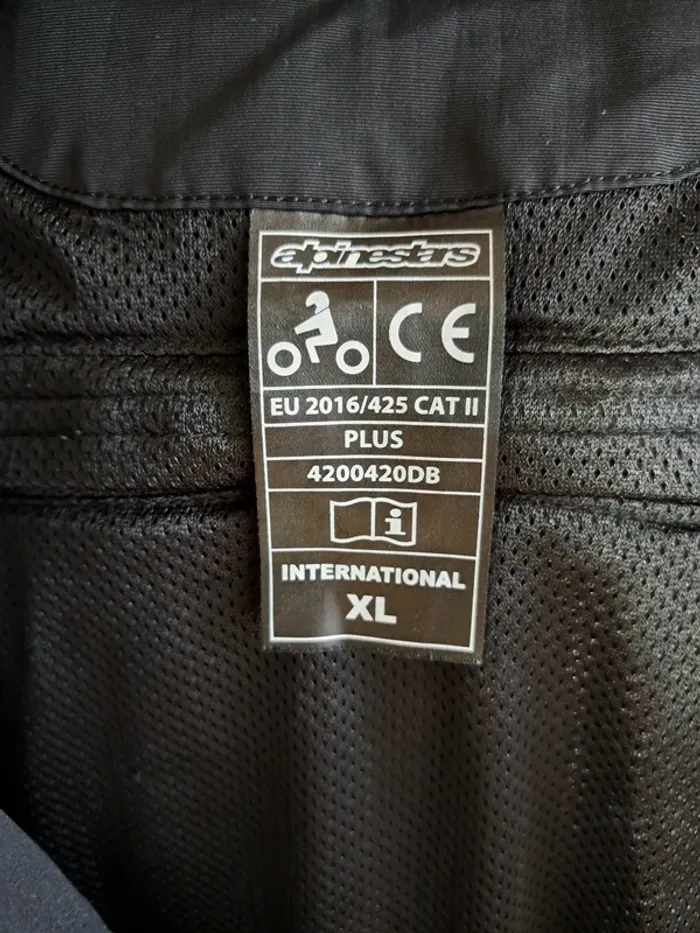 alpinestars
CE
EU 2016/425 CAT II
PLUS
4200420DB
i
INTERNATIONAL
XL